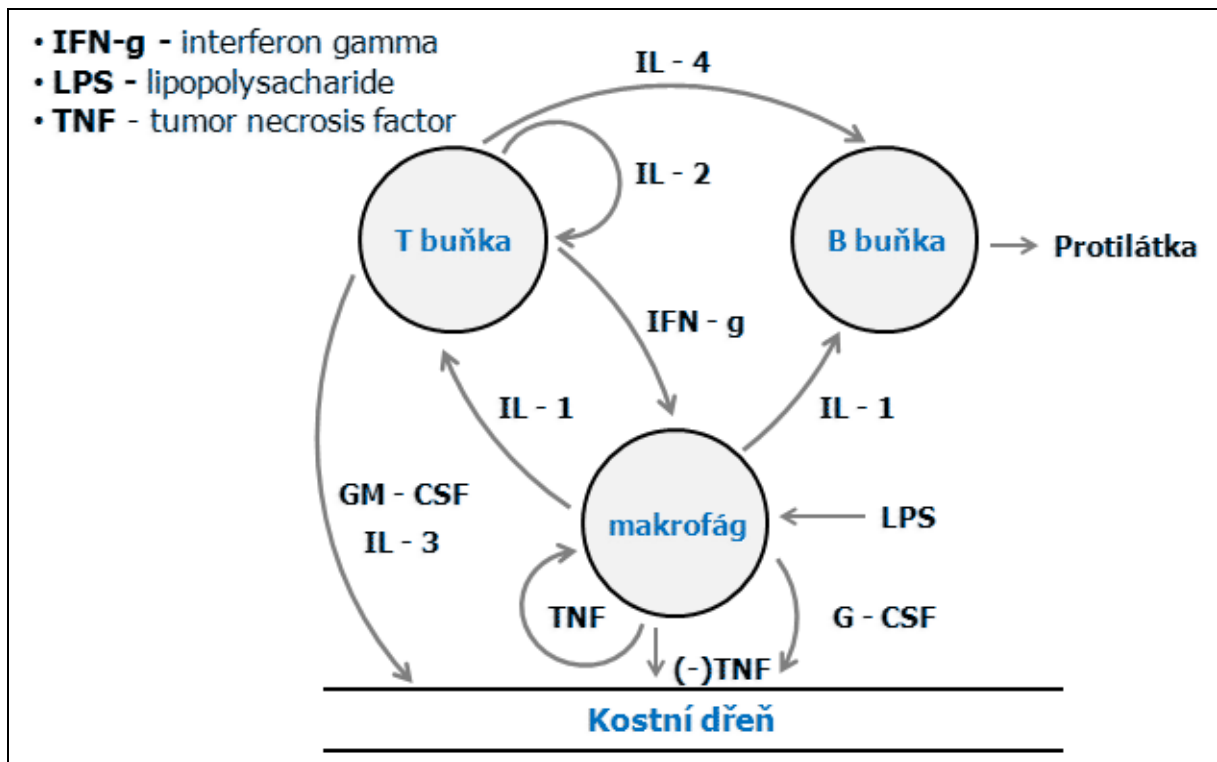 • IFN-g - interferon gamma
• LPS - lipopolysacharide
• TNF - tumor necrosis factor
IL - 4
IL - 2
T buňka
B buňka
Protilátka
IFN - g
IL - 1
IL - 1
GM - CSF
IL - 3
makrofág
LPS
TNF
G - CSF
(-)TNF
Kostní dřeň